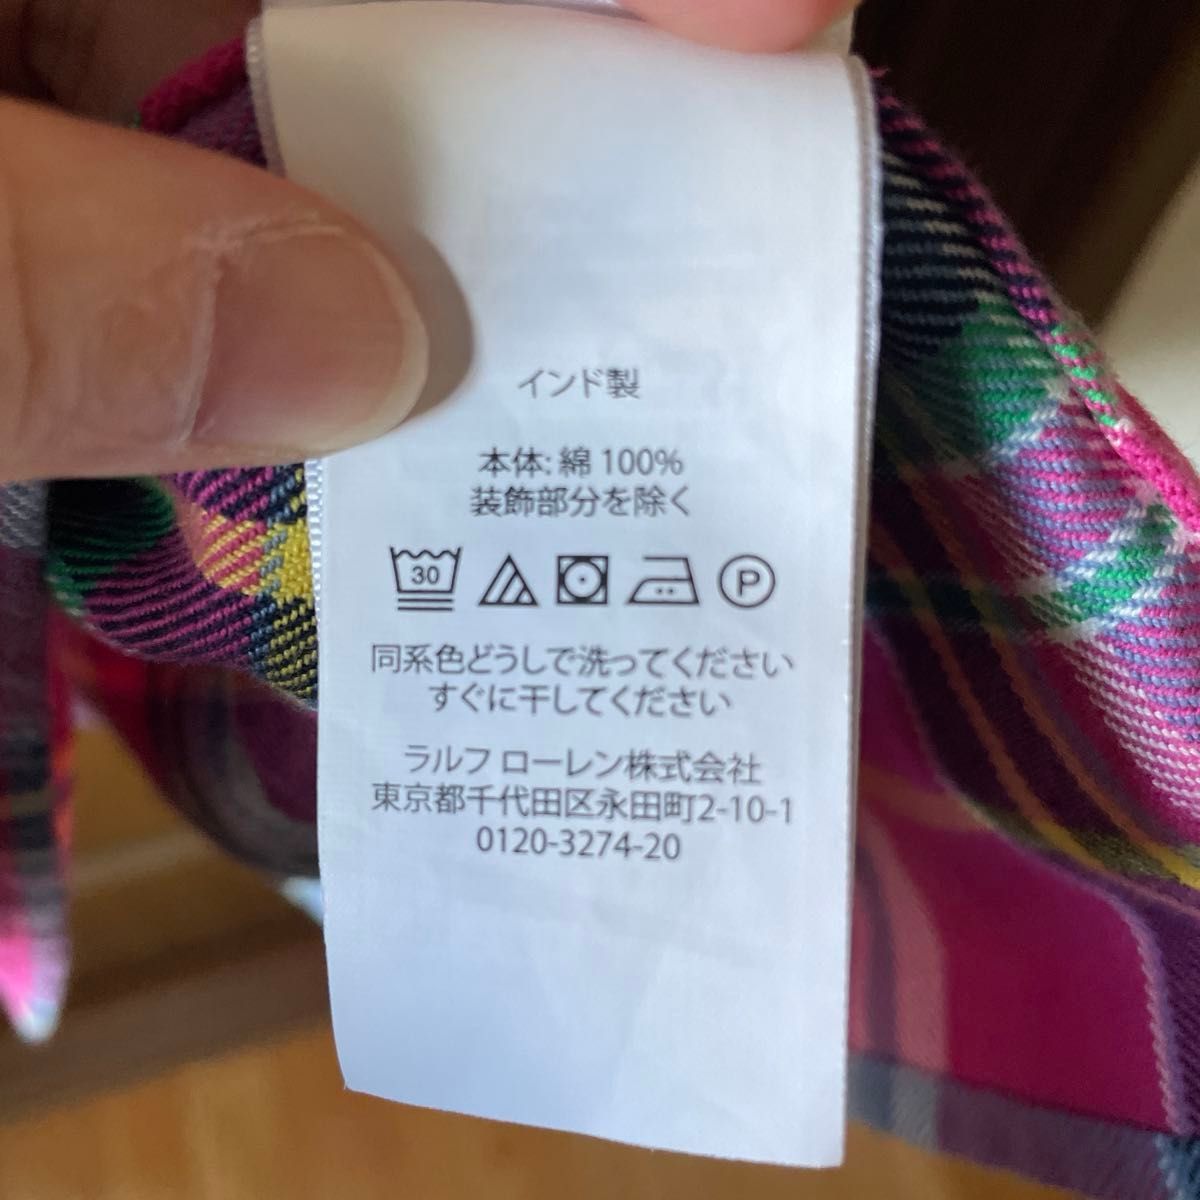 インド製
本体: 綿 100%
装飾部分を除く
30 P
同系色どうしで洗ってください
すぐに干してください
ラルフ ローレン株式会社
東京都千代田区永田町2-10-1
0120-3274-20